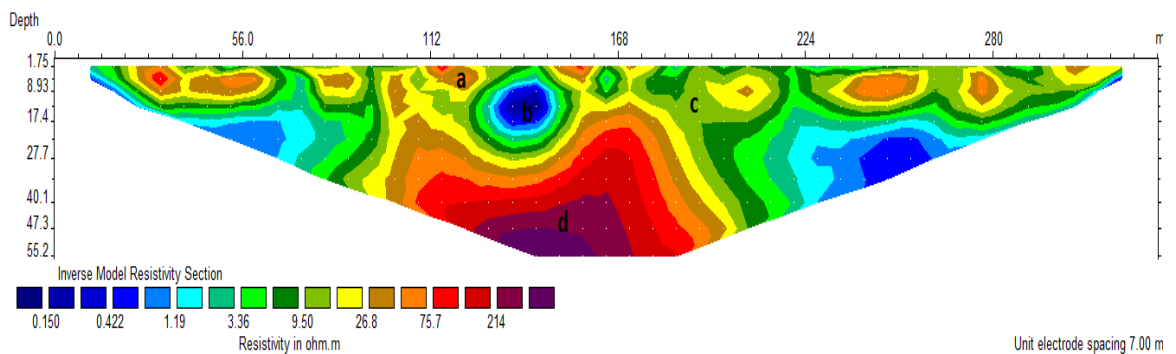 Depth
0.0 56.0 112 168 224 280 m
1.75
8.93
17.4
27.7
40.1
47.3
55.2
a
b
c
d
Inverse Model Resistivity Section
0.150 0.422 1.19 3.36 9.50 26.8 75.7 214
Resistivity in ohm.m
Unit electrode spacing 7.00 m